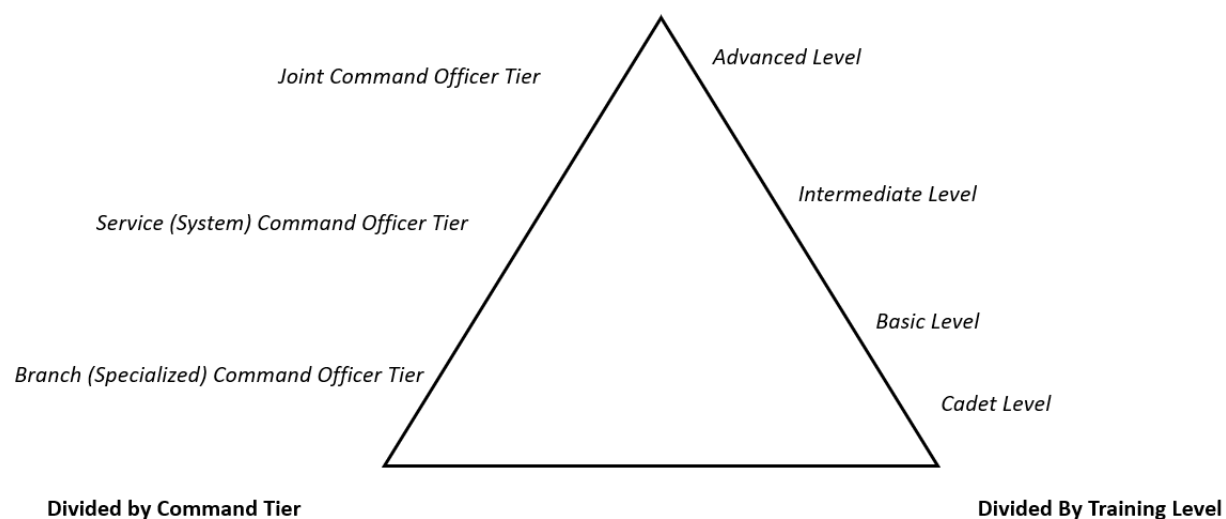 Advanced Level
Joint Command Officer Tier
Intermediate Level
Service (System) Command Officer Tier
Basic Level
Branch (Specialized) Command Officer Tier
Cadet Level
Divided by Command Tier
Divided By Training Level